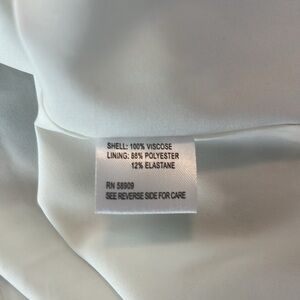 SHELL: 100% VISCOSE
LINING: 88% POLYESTER
12% ELASTANE
RN 58909
SEE REVERSE SIDE FOR CARE